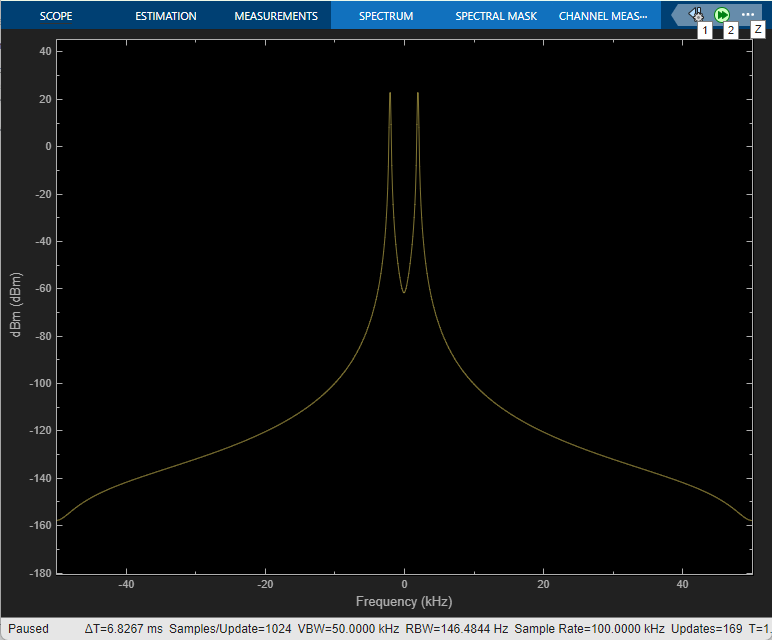 SCOPE ESTIMATION MEASUREMENTS SPECTRUM SPECTRAL MASK CHANNEL MEAS...
1 2 Z
40
20
0
-20
-40
-60
-80
-100
-120
-140
-160
-180
dBm (dBm)
-40 -20 0 20 40
Frequency (kHz)
Paused ΔT=6.8267 ms Samples/Update=1024 VBW=50.0000 kHz RBW=146.4844 Hz Sample Rate=100.0000 kHz Updates=169 T=1.